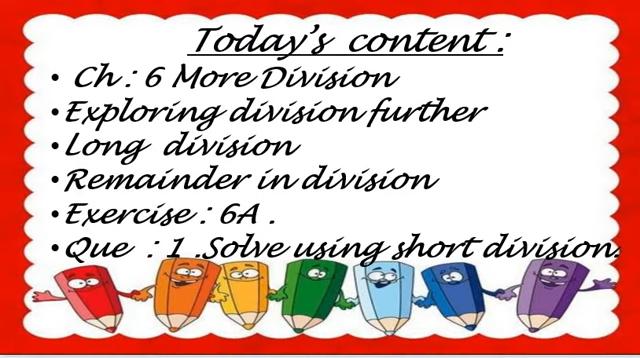 Today's content :
• Ch : 6 More Division
• Exploring division further
• Long division
• Remainder in division
• Exercise : 6A .
• Que : 1 .Solve using short division.